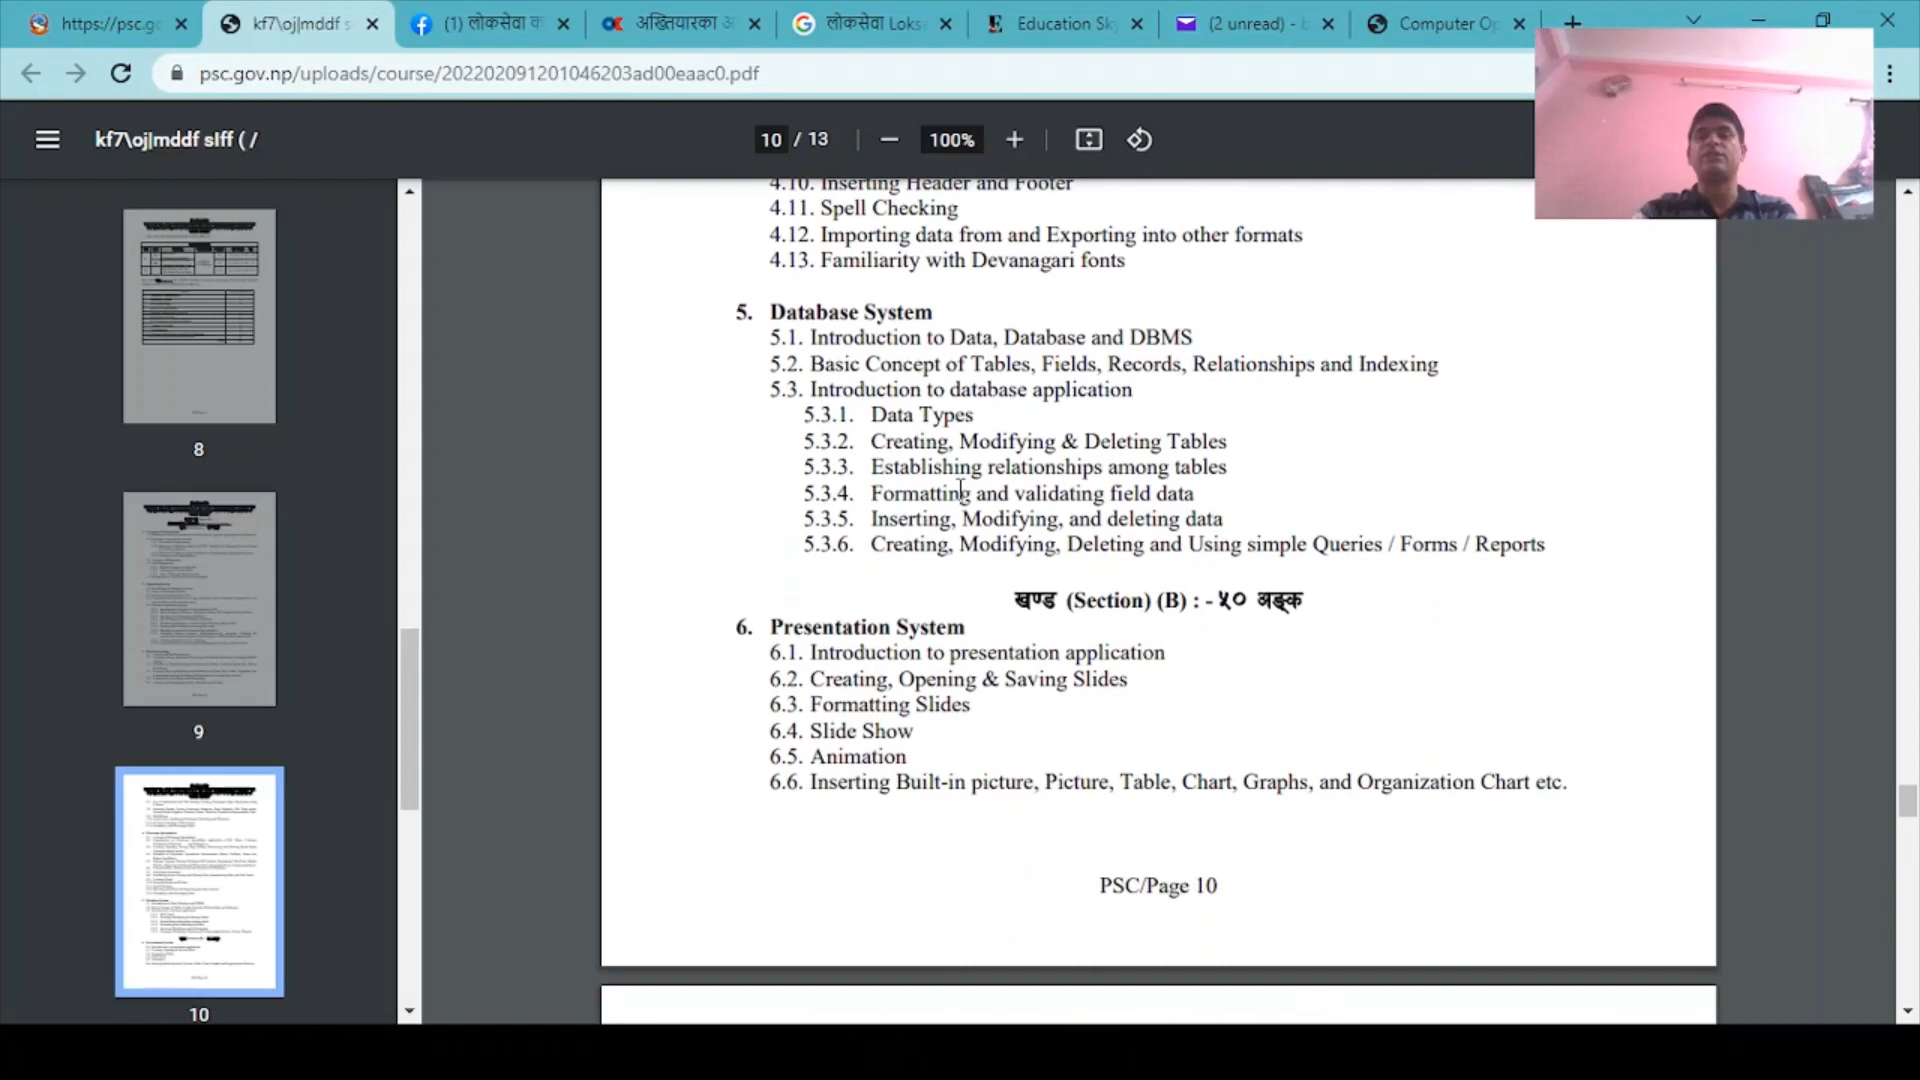 https://psc.gc
kf7\oj|mddf s
(1) लोकसेवा क
अख्तियारका अ
लोकसेवा Lokse
Education Sky
(2 unread) - b
Computer Op
psc.gov.np/uploads/course/202202091201046203ad00eaac0.pdf
kf7\oj|mddf slff ( /
10 / 13
100%
4.10. Inserting Header and Footer
4.11. Spell Checking
4.12. Importing data from and Exporting into other formats
4.13. Familiarity with Devanagari fonts
5. Database System
5.1. Introduction to Data, Database and DBMS
5.2. Basic Concept of Tables, Fields, Records, Relationships and Indexing
5.3. Introduction to database application
5.3.1. Data Types
5.3.2. Creating, Modifying & Deleting Tables
5.3.3. Establishing relationships among tables
5.3.4. Formatting and validating field data
5.3.5. Inserting, Modifying, and deleting data
5.3.6. Creating, Modifying, Deleting and Using simple Queries / Forms / Reports
खण्ड (Section) (B) : - ५० अङ्क
6. Presentation System
6.1. Introduction to presentation application
6.2. Creating, Opening & Saving Slides
6.3. Formatting Slides
6.4. Slide Show
6.5. Animation
6.6. Inserting Built-in picture, Picture, Table, Chart, Graphs, and Organization Chart etc.
PSC/Page 10
8
9
10